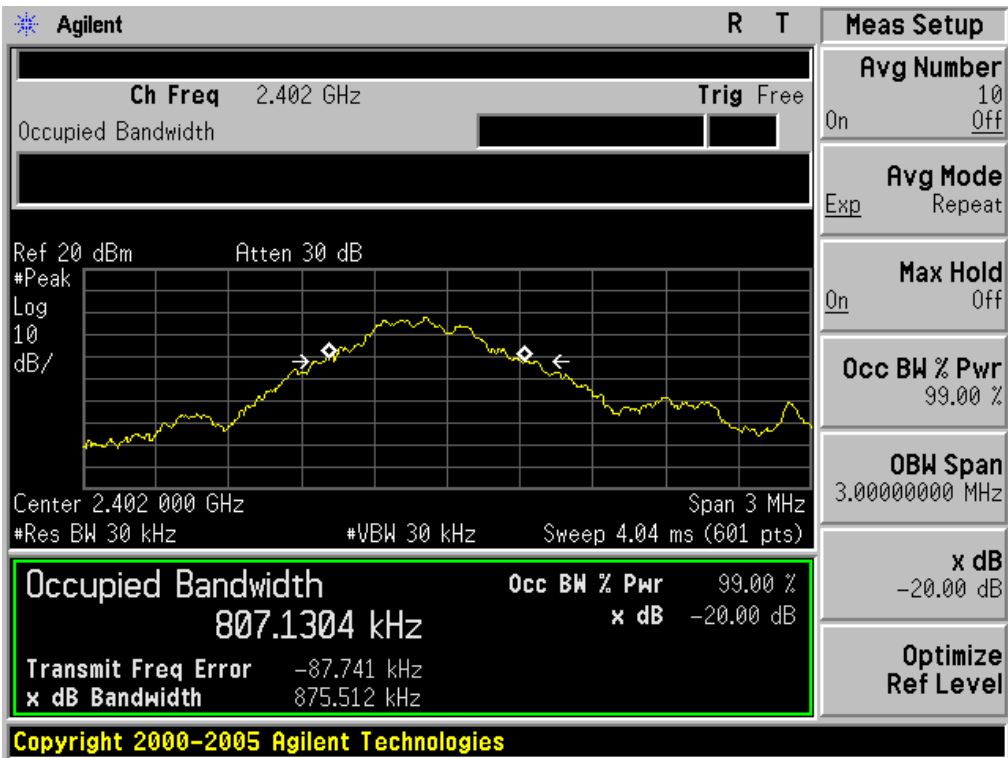 Agilent R T
Ch Freq 2.402 GHz Trig Free
Occupied Bandwidth
Ref 20 dBm Atten 30 dB
#Peak
Log
10
dB/
Center 2.402 000 GHz Span 3 MHz
#Res BW 30 kHz #VBW 30 kHz Sweep 4.04 ms (601 pts)
Occupied Bandwidth Occ BW % Pwr 99.00 %
807.1304 kHz x dB -20.00 dB
Transmit Freq Error -87.741 kHz
x dB Bandwidth 875.512 kHz
Copyright 2000-2005 Agilent Technologies
Meas Setup
Avg Number
10
On Off
Avg Mode
Exp Repeat
Max Hold
On Off
Occ BW % Pwr
99.00 %
OBW Span
3.00000000 MHz
x dB
-20.00 dB
Optimize
Ref Level